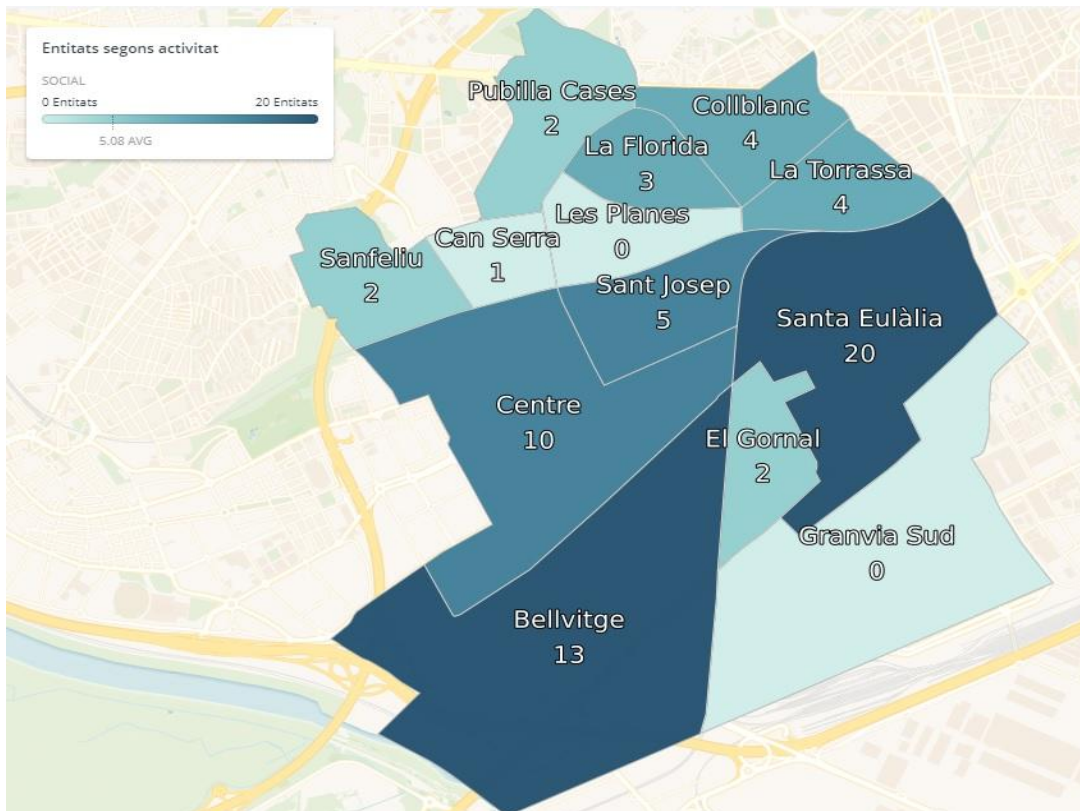 Entitats segons activitat
SOCIAL
0 Entitats 20 Entitats
5.08 AVG
Pubilla Cases
2
Collblanc
4
La Florida
3
La Torrassa
4
Les Planes
0
Can Serra
1
Sanfeliu
2
Sant Josep
5
Santa Eulàlia
20
Centre
10
El Gornal
2
Granvia Sud
0
Bellvitge
13